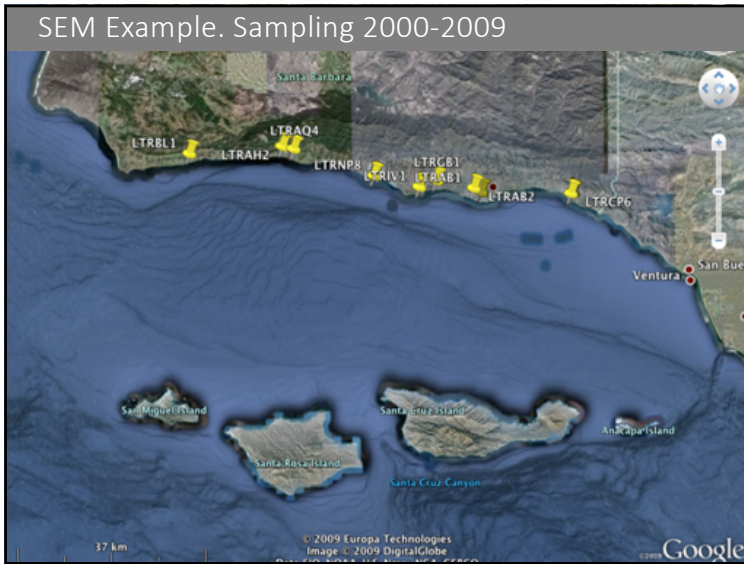 SEM Example. Sampling 2000-2009
Santa Barbara
LTRAQ4
LTRBL1
LTRAH2
LTRNP8
LTRGB1
LTRIV1
LTRAB1
LTRAB2
LTRCP6
San Bue
Ventura
San Miguel Island
Santa Cruz Island
Anacapa Island
Santa Rosa Island
Santa Cruz Canyon
37 km
© 2009 Europa Technologies
Image © 2009 DigitalGlobe
©2009 Google